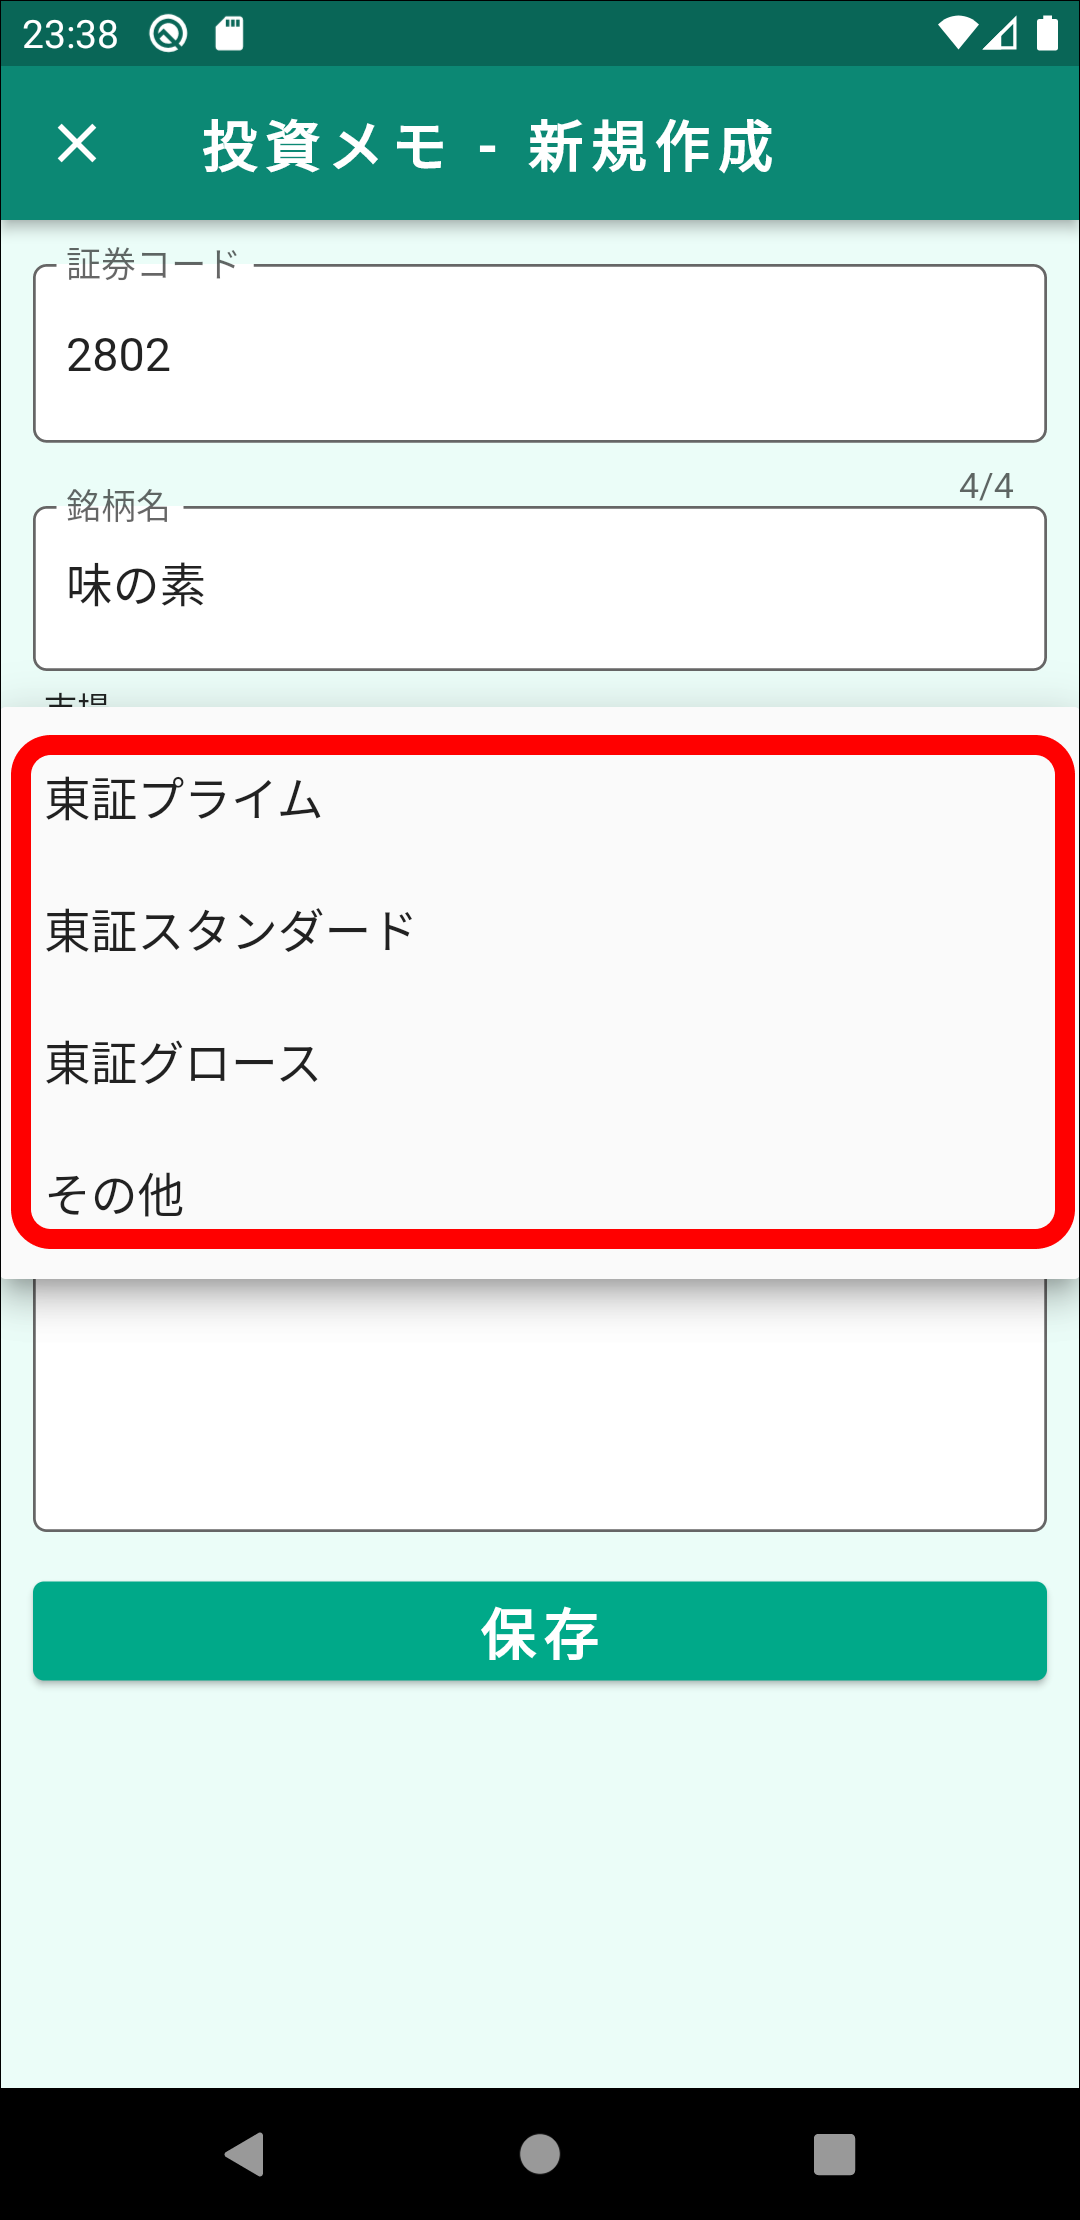 23:38
投資メモ - 新規作成
証券コード
2802
4/4
銘柄名
味の素
市場
東証プライム
東証スタンダード
東証グロース
その他
保存